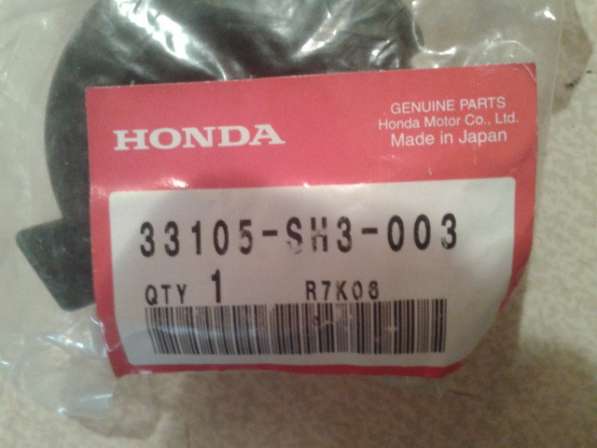 GENUINE PARTS
Honda Motor Co., Ltd.
Made in Japan
HONDA
33105-SH3-003
QTY 1 R7K08